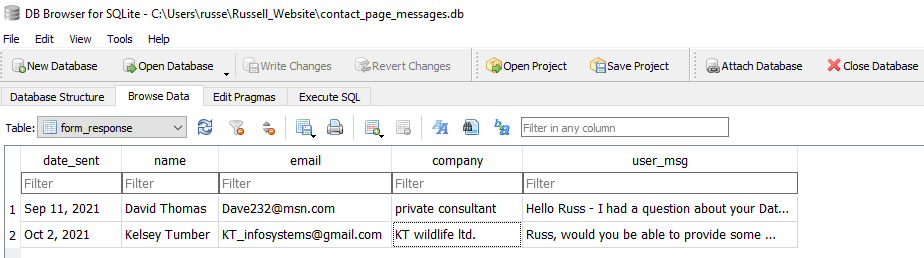 DB Browser for SQLite - C:\Users\russe\Russell_Website\contact_page_messages.db
File Edit View Tools Help
New Database Open Database Write Changes Revert Changes Open Project Save Project Attach Database Close Database
Database Structure Browse Data Edit Pragmas Execute SQL
Table: form_response Filter in any column
date_sent name email company user_msg
Filter Filter Filter Filter Filter
1 Sep 11, 2021 David Thomas Dave232@msn.com private consultant Hello Russ - I had a question about your Dat...
2 Oct 2, 2021 Kelsey Tumber KT_infosystems@gmail.com KT wildlife ltd. Russ, would you be able to provide some ...